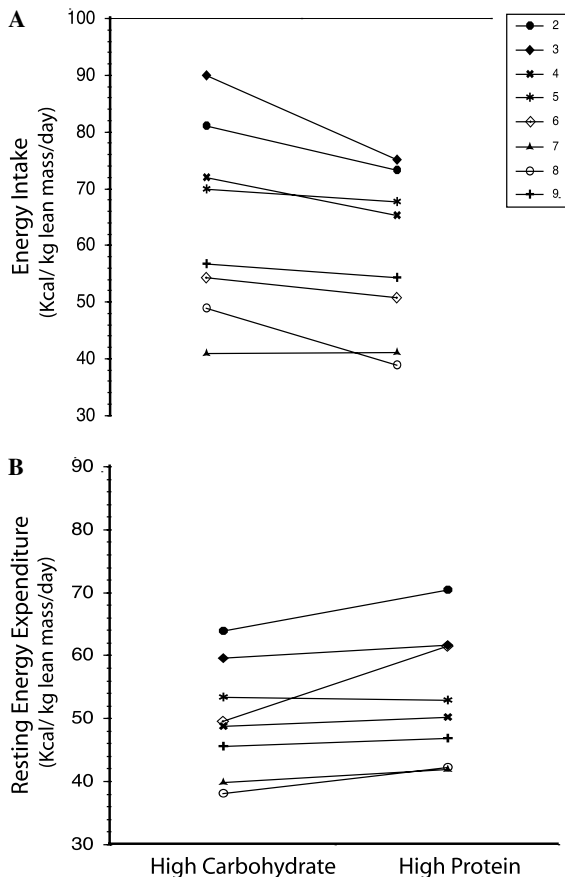 A
100
90
80
70
60
50
40
30
Energy Intake
(Kcal/ kg lean mass/day)
2
3
4
5
6
7
8
9
B
90
80
70
60
50
40
30
Resting Energy Expenditure
(Kcal/ kg lean mass/day)
High Carbohydrate
High Protein